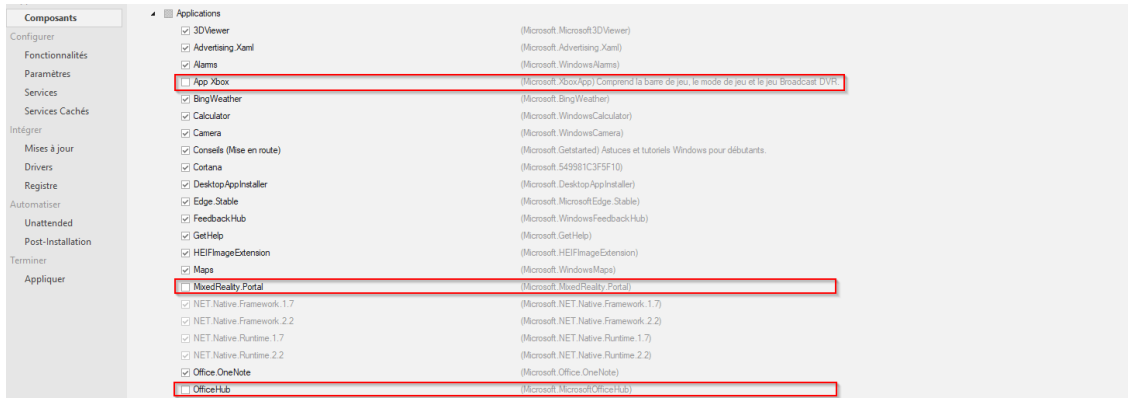 Composants
Configurer
Fonctionnalités
Paramètres
Services
Services Cachés
Intégrer
Mises à jour
Drivers
Registre
Automatiser
Unattended
Post-Installation
Terminer
Appliquer
Applications
3DViewer (Microsoft.Microsoft3DViewer)
Advertising.Xaml (Microsoft.Advertising.Xaml)
Alarms (Microsoft.WindowsAlarms)
App Xbox (Microsoft.XboxApp) Comprend la barre de jeu, le mode de jeu et le jeu Broadcast DVR...
BingWeather (Microsoft.BingWeather)
Calculator (Microsoft.WindowsCalculator)
Camera (Microsoft.WindowsCamera)
Conseils (Mise en route) (Microsoft.Getstarted) Astuces et tutoriels Windows pour débutants.
Cortana (Microsoft.549981C3F5F10)
DesktopAppInstaller (Microsoft.DesktopAppInstaller)
Edge.Stable (Microsoft.MicrosoftEdge.Stable)
FeedbackHub (Microsoft.WindowsFeedbackHub)
GetHelp (Microsoft.GetHelp)
HEIFImageExtension (Microsoft.HEIFImageExtension)
Maps (Microsoft.WindowsMaps)
MixedReality.Portal (Microsoft.MixedReality.Portal)
NET.Native.Framework.1.7 (Microsoft.NET.Native.Framework.1.7)
NET.Native.Framework.2.2 (Microsoft.NET.Native.Framework.2.2)
NET.Native.Runtime.1.7 (Microsoft.NET.Native.Runtime.1.7)
NET.Native.Runtime.2.2 (Microsoft.NET.Native.Runtime.2.2)
Office.OneNote (Microsoft.Office.OneNote)
OfficeHub (Microsoft.MicrosoftOfficeHub)